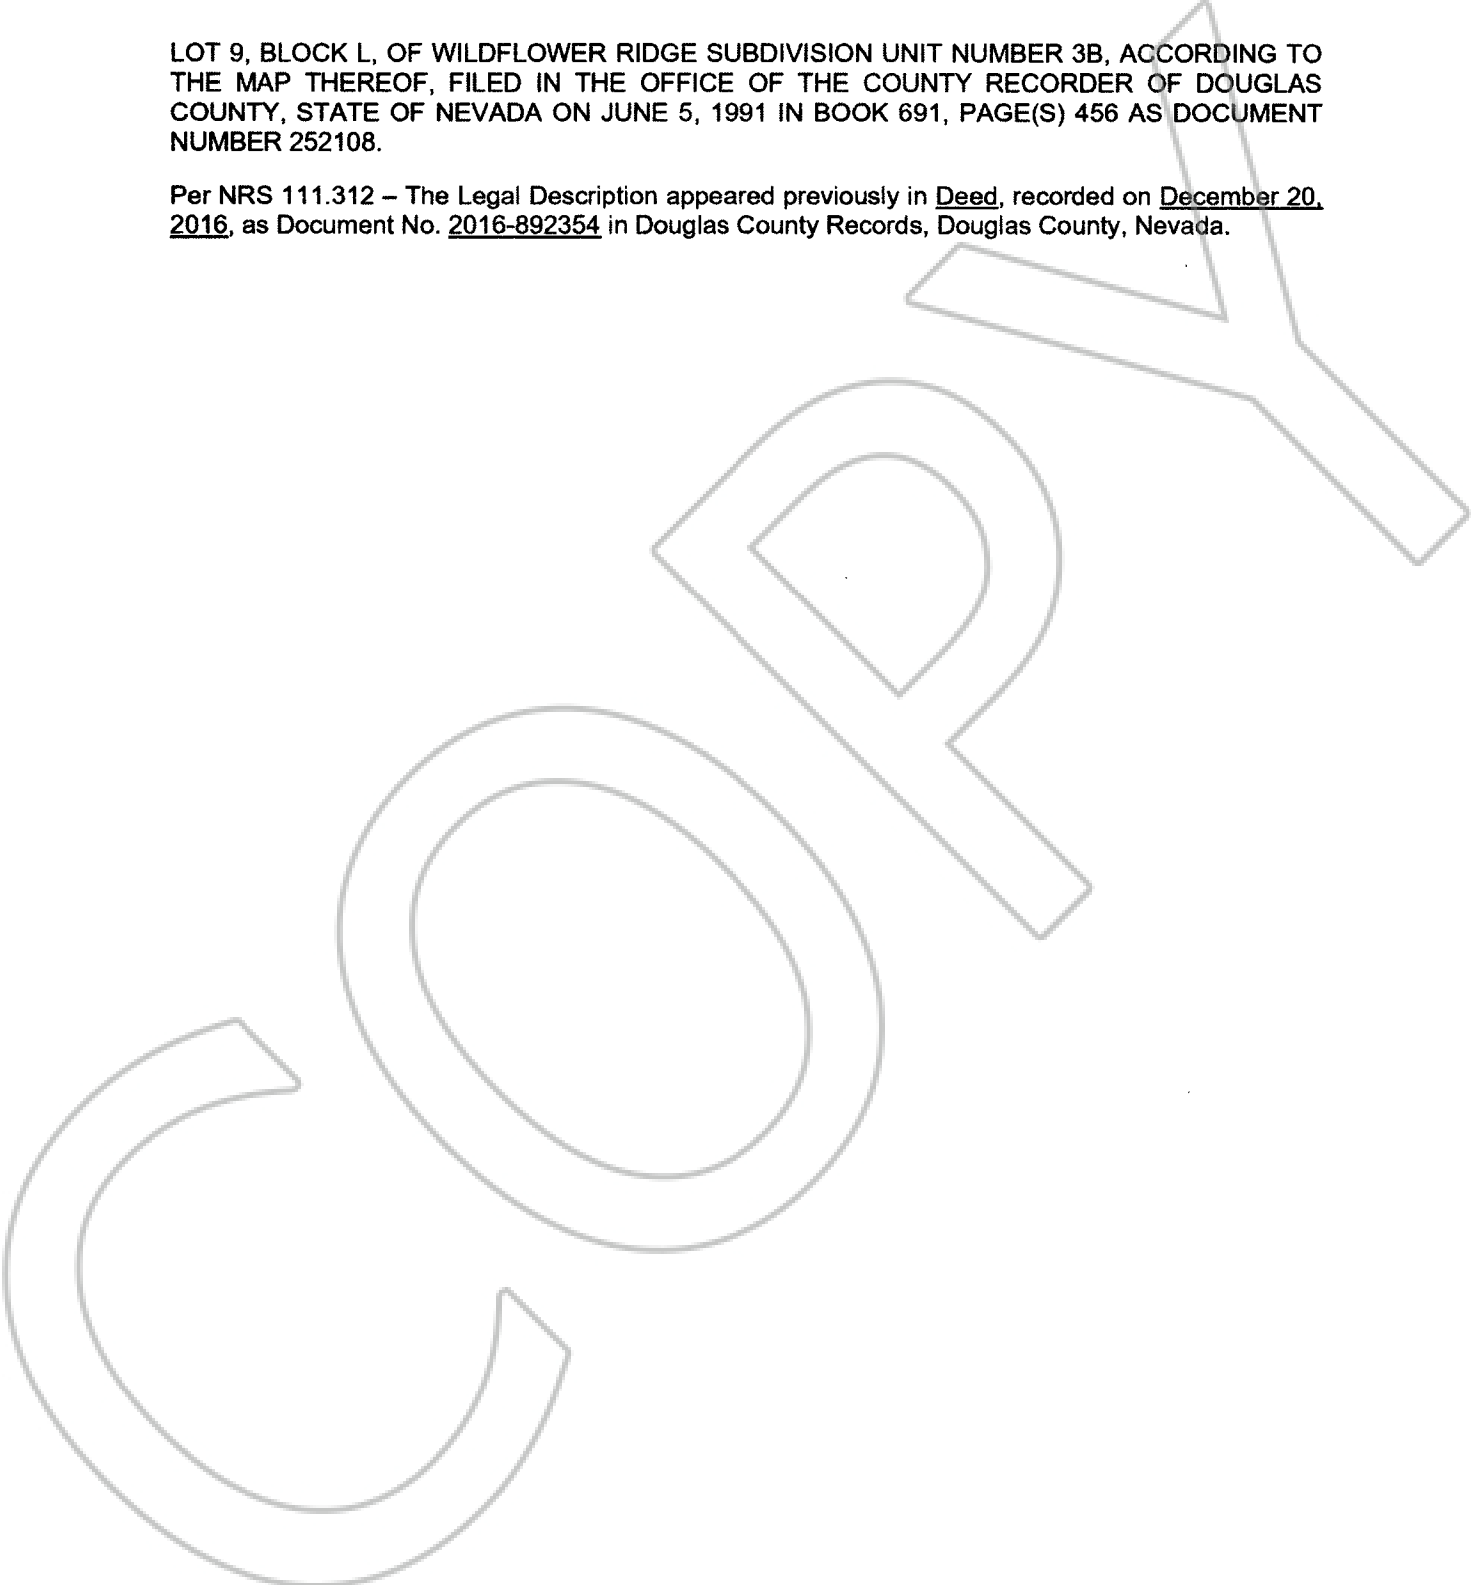 LOT 9, BLOCK L, OF WILDFLOWER RIDGE SUBDIVISION UNIT NUMBER 3B, ACCORDING TO
THE MAP THEREOF, FILED IN THE OFFICE OF THE COUNTY RECORDER OF DOUGLAS
COUNTY, STATE OF NEVADA ON JUNE 5, 1991 IN BOOK 691, PAGE(S) 456 AS DOCUMENT
NUMBER 252108.
Per NRS 111.312 – The Legal Description appeared previously in Deed, recorded on December 20,
2016, as Document No. 2016-892354 in Douglas County Records, Douglas County, Nevada.
COPY